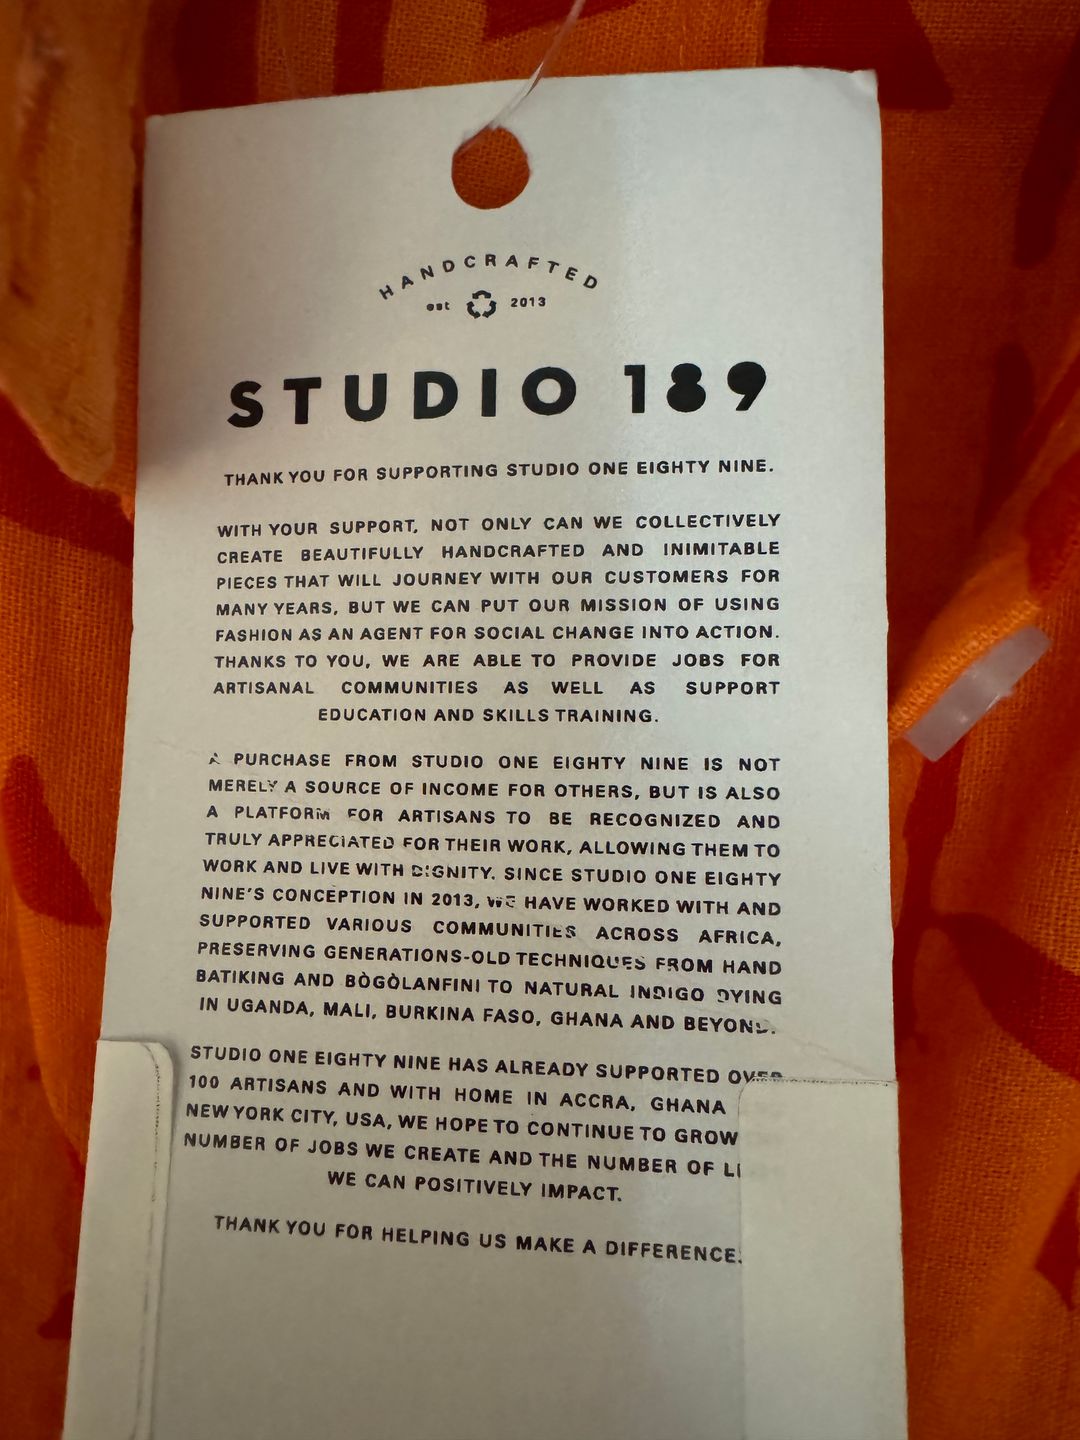 HANDCRAFTED
est 2013
STUDIO 189
THANK YOU FOR SUPPORTING STUDIO ONE EIGHTY NINE.
WITH YOUR SUPPORT, NOT ONLY CAN WE COLLECTIVELY
CREATE BEAUTIFULLY HANDCRAFTED AND INIMITABLE
PIECES THAT WILL JOURNEY WITH OUR CUSTOMERS FOR
MANY YEARS, BUT WE CAN PUT OUR MISSION OF USING
FASHION AS AN AGENT FOR SOCIAL CHANGE INTO ACTION.
THANKS TO YOU, WE ARE ABLE TO PROVIDE JOBS FOR
ARTISANAL COMMUNITIES AS WELL AS SUPPORT
EDUCATION AND SKILLS TRAINING.
A PURCHASE FROM STUDIO ONE EIGHTY NINE IS NOT
MERELY A SOURCE OF INCOME FOR OTHERS, BUT IS ALSO
A PLATFORM FOR ARTISANS TO BE RECOGNIZED AND
TRULY APPRECIATED FOR THEIR WORK, ALLOWING THEM TO
WORK AND LIVE WITH DIGNITY. SINCE STUDIO ONE EIGHTY
NINE'S CONCEPTION IN 2013, WE HAVE WORKED WITH AND
SUPPORTED VARIOUS COMMUNITIES ACROSS AFRICA,
PRESERVING GENERATIONS-OLD TECHNIQUES FROM HAND
BATIKING AND BÒGÒLANFINI TO NATURAL INDIGO DYING
IN UGANDA, MALI, BURKINA FASO, GHANA AND BEYOND.
STUDIO ONE EIGHTY NINE HAS ALREADY SUPPORTED OVER
100 ARTISANS AND WITH HOME IN ACCRA, GHANA
NEW YORK CITY, USA, WE HOPE TO CONTINUE TO GROW
NUMBER OF JOBS WE CREATE AND THE NUMBER OF
WE CAN POSITIVELY IMPACT.
THANK YOU FOR HELPING US MAKE A DIFFERENCE.